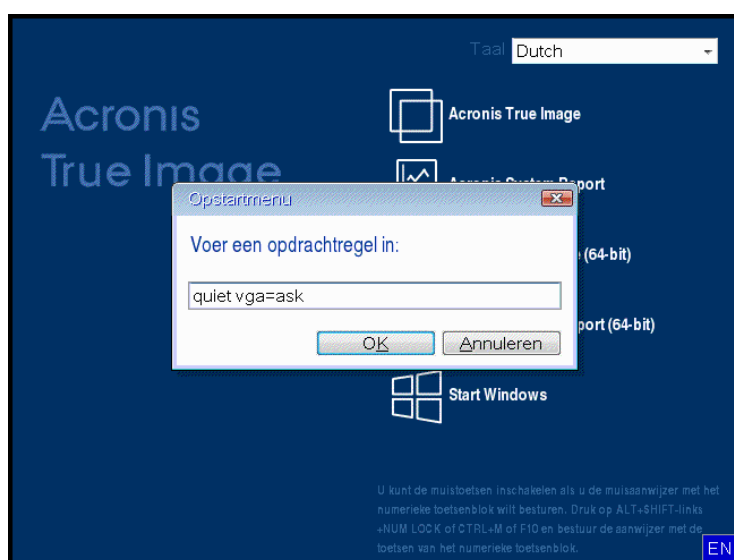 Taal Dutch
Acronis
True Image
Acronis True Image
Acronis System Report
Opstartmenu
Voer een opdrachtregel in:
(64-bit)
quiet vga=ask
port (64-bit)
OK Annuleren
Start Windows
U kunt de muistoetsen inschakelen als u de muisaanwijzer met het
numerieke toetsenblok wilt besturen. Druk op ALT+SHIFT-links
+NUM LOCK of CTRL+M of F10 en bestuur de aanwijzer met de
toetsen van het numerieke toetsenblok.
EN